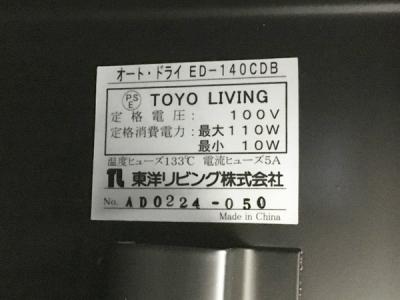 オート・ドライ ED-140CDB
PS E TOYO LIVING
定格電圧: 100V
定格消費電力: 最大110W
最小 10W
温度ヒューズ133℃ 電流ヒューズ5A
東洋リビング株式会社
No. AD0224-050
Made in China